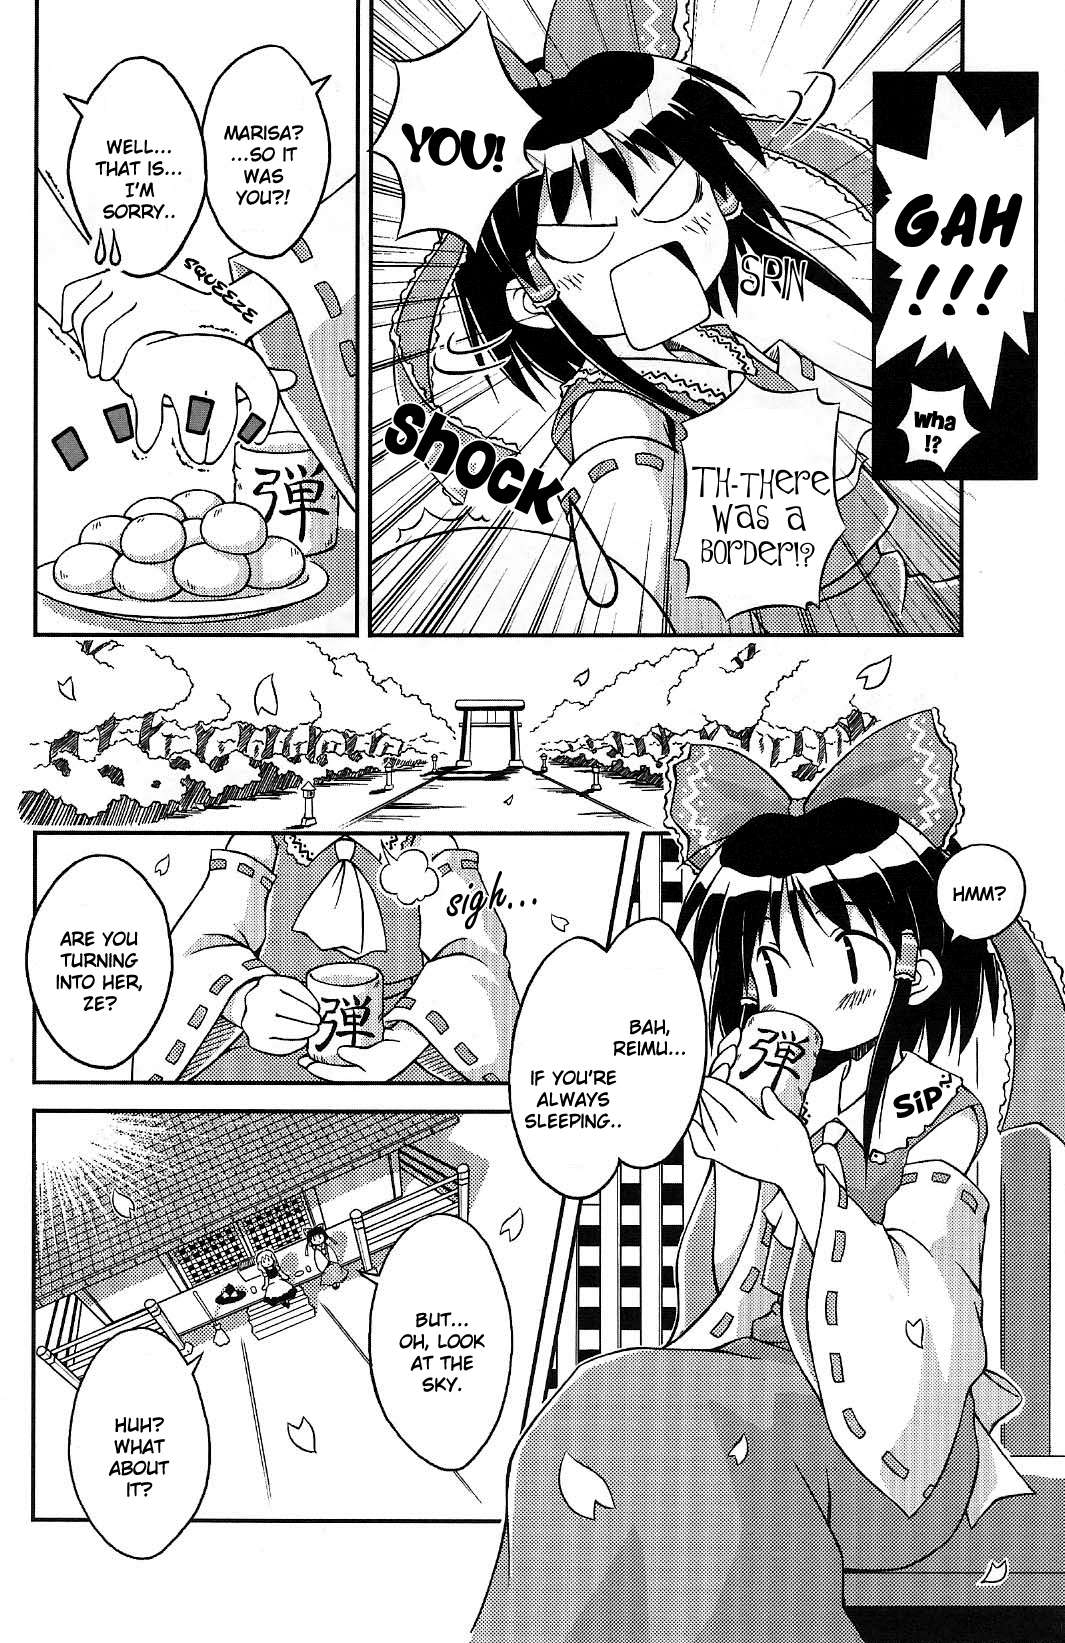 GAH
!!!
Wha
!?
YOU!
SPIN
Shock
TH-THERE
WAS A
BORDER!?
MARISA?
...SO IT
WAS
YOU?!
WELL...
THAT IS...
I'M
SORRY..
SQUEEZE
弾
HMM?
弾
SIP
BAH,
REIMU...
IF YOU'RE
ALWAYS
SLEEPING..
sigh...
弾
ARE YOU
TURNING
INTO HER,
ZE?
BUT...
OH, LOOK
AT THE
SKY.
HUH?
WHAT
ABOUT
IT?